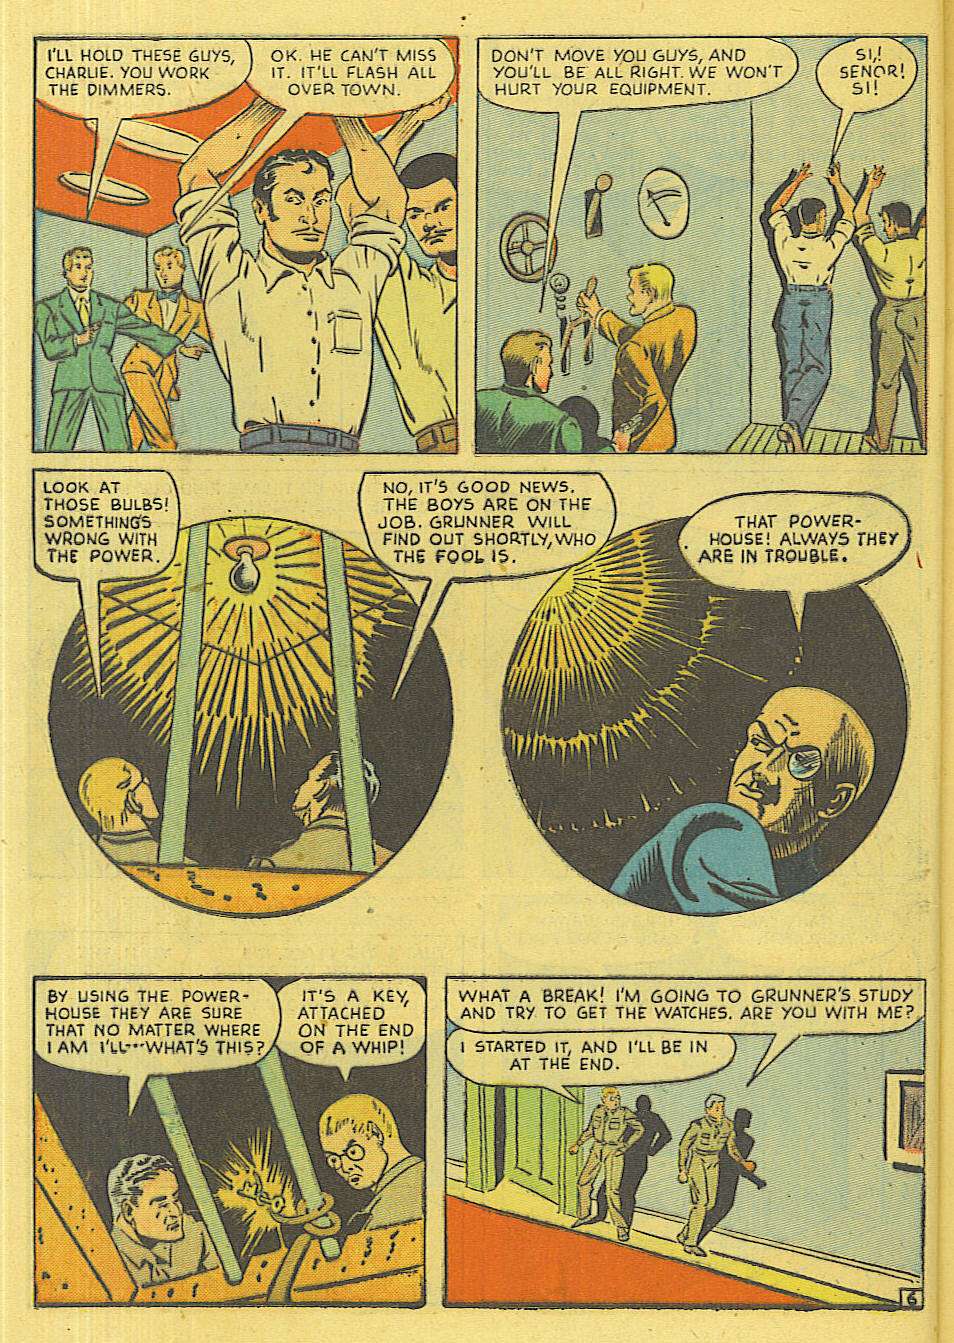 I'LL HOLD THESE GUYS,
CHARLIE. YOU WORK
THE DIMMERS.
OK. HE CAN'T MISS
IT. IT'LL FLASH ALL
OVER TOWN.
DON'T MOVE YOU GUYS, AND
YOU'LL BE ALL RIGHT. WE WON'T
HURT YOUR EQUIPMENT.
SI,!
SENOR!
SI!
LOOK AT
THOSE BULBS!
SOMETHING'S
WRONG WITH
THE POWER.
NO, IT'S GOOD NEWS.
THE BOYS ARE ON THE
JOB. GRUNNER WILL
FIND OUT SHORTLY, WHO
THE FOOL IS.
THAT POWER-
HOUSE! ALWAYS THEY
ARE IN TROUBLE.
BY USING THE POWER-
HOUSE THEY ARE SURE
THAT NO MATTER WHERE
I AM I'LL---WHAT'S THIS?
IT'S A KEY,
ATTACHED
ON THE END
OF A WHIP!
WHAT A BREAK! I'M GOING TO GRUNNER'S STUDY
AND TRY TO GET THE WATCHES. ARE YOU WITH ME?
I STARTED IT, AND I'LL BE IN
AT THE END.
6